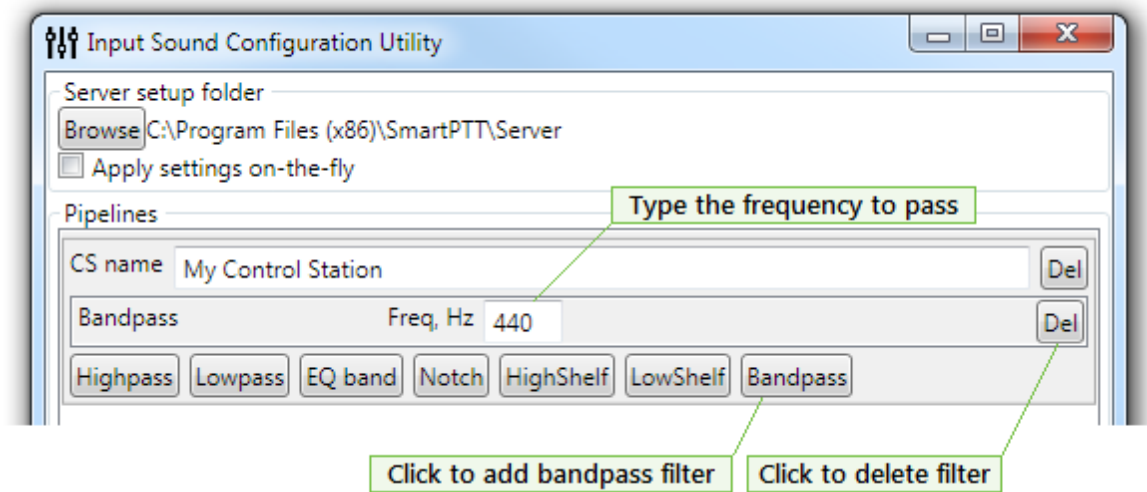 Input Sound Configuration Utility
Server setup folder
Browse C:\Program Files (x86)\SmartPTT\Server
Apply settings on-the-fly
Type the frequency to pass
Pipelines
CS name My Control Station Del
Bandpass Freq, Hz 440 Del
Highpass Lowpass EQ band Notch HighShelf LowShelf Bandpass
Click to add bandpass filter Click to delete filter